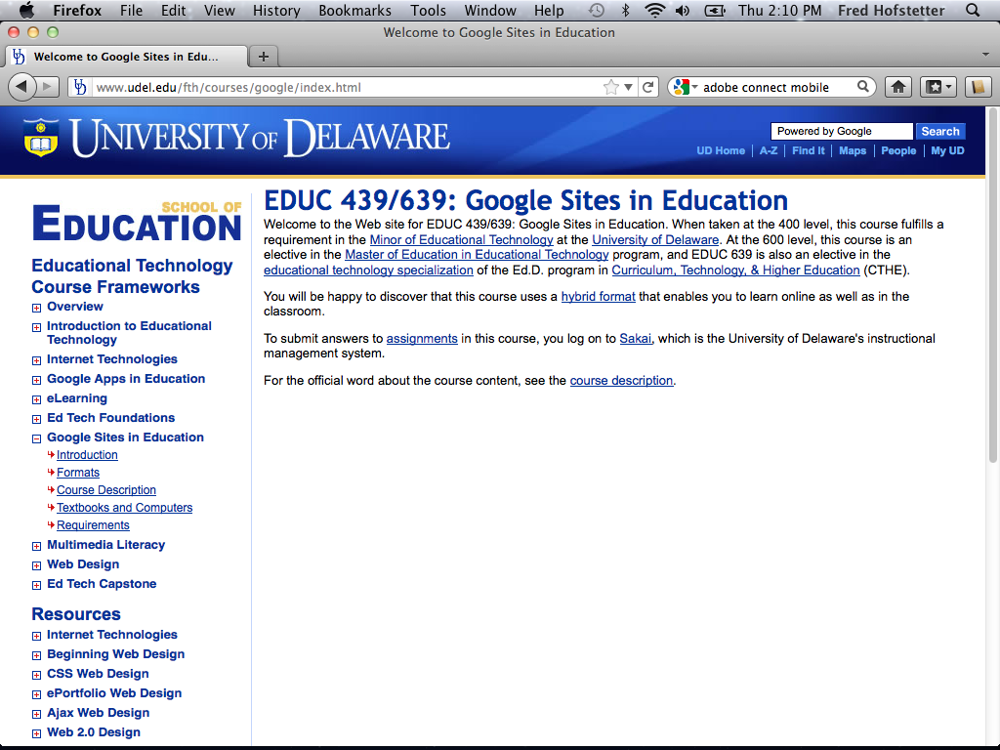 Firefox File Edit View History Bookmarks Tools Window Help Thu 2:10 PM Fred Hofstetter
Welcome to Google Sites in Education
Welcome to Google Sites in Edu...
www.udel.edu/fth/courses/google/index.html
adobe connect mobile
UNIVERSITY OF DELAWARE
Powered by Google Search
UD Home A-Z Find It Maps People My UD
SCHOOL OF
EDUCATION
Educational Technology
Course Frameworks
Overview
Introduction to Educational
Technology
Internet Technologies
Google Apps in Education
eLearning
Ed Tech Foundations
Google Sites in Education
Introduction
Formats
Course Description
Textbooks and Computers
Requirements
Multimedia Literacy
Web Design
Ed Tech Capstone
Resources
Internet Technologies
Beginning Web Design
CSS Web Design
ePortfolio Web Design
Ajax Web Design
Web 2.0 Design
EDUC 439/639: Google Sites in Education
Welcome to the Web site for EDUC 439/639: Google Sites in Education. When taken at the 400 level, this course fulfills a
requirement in the Minor of Educational Technology at the University of Delaware. At the 600 level, this course is an
elective in the Master of Education in Educational Technology program, and EDUC 639 is also an elective in the
educational technology specialization of the Ed.D. program in Curriculum, Technology, & Higher Education (CTHE).
You will be happy to discover that this course uses a hybrid format that enables you to learn online as well as in the
classroom.
To submit answers to assignments in this course, you log on to Sakai, which is the University of Delaware's instructional
management system.
For the official word about the course content, see the course description.